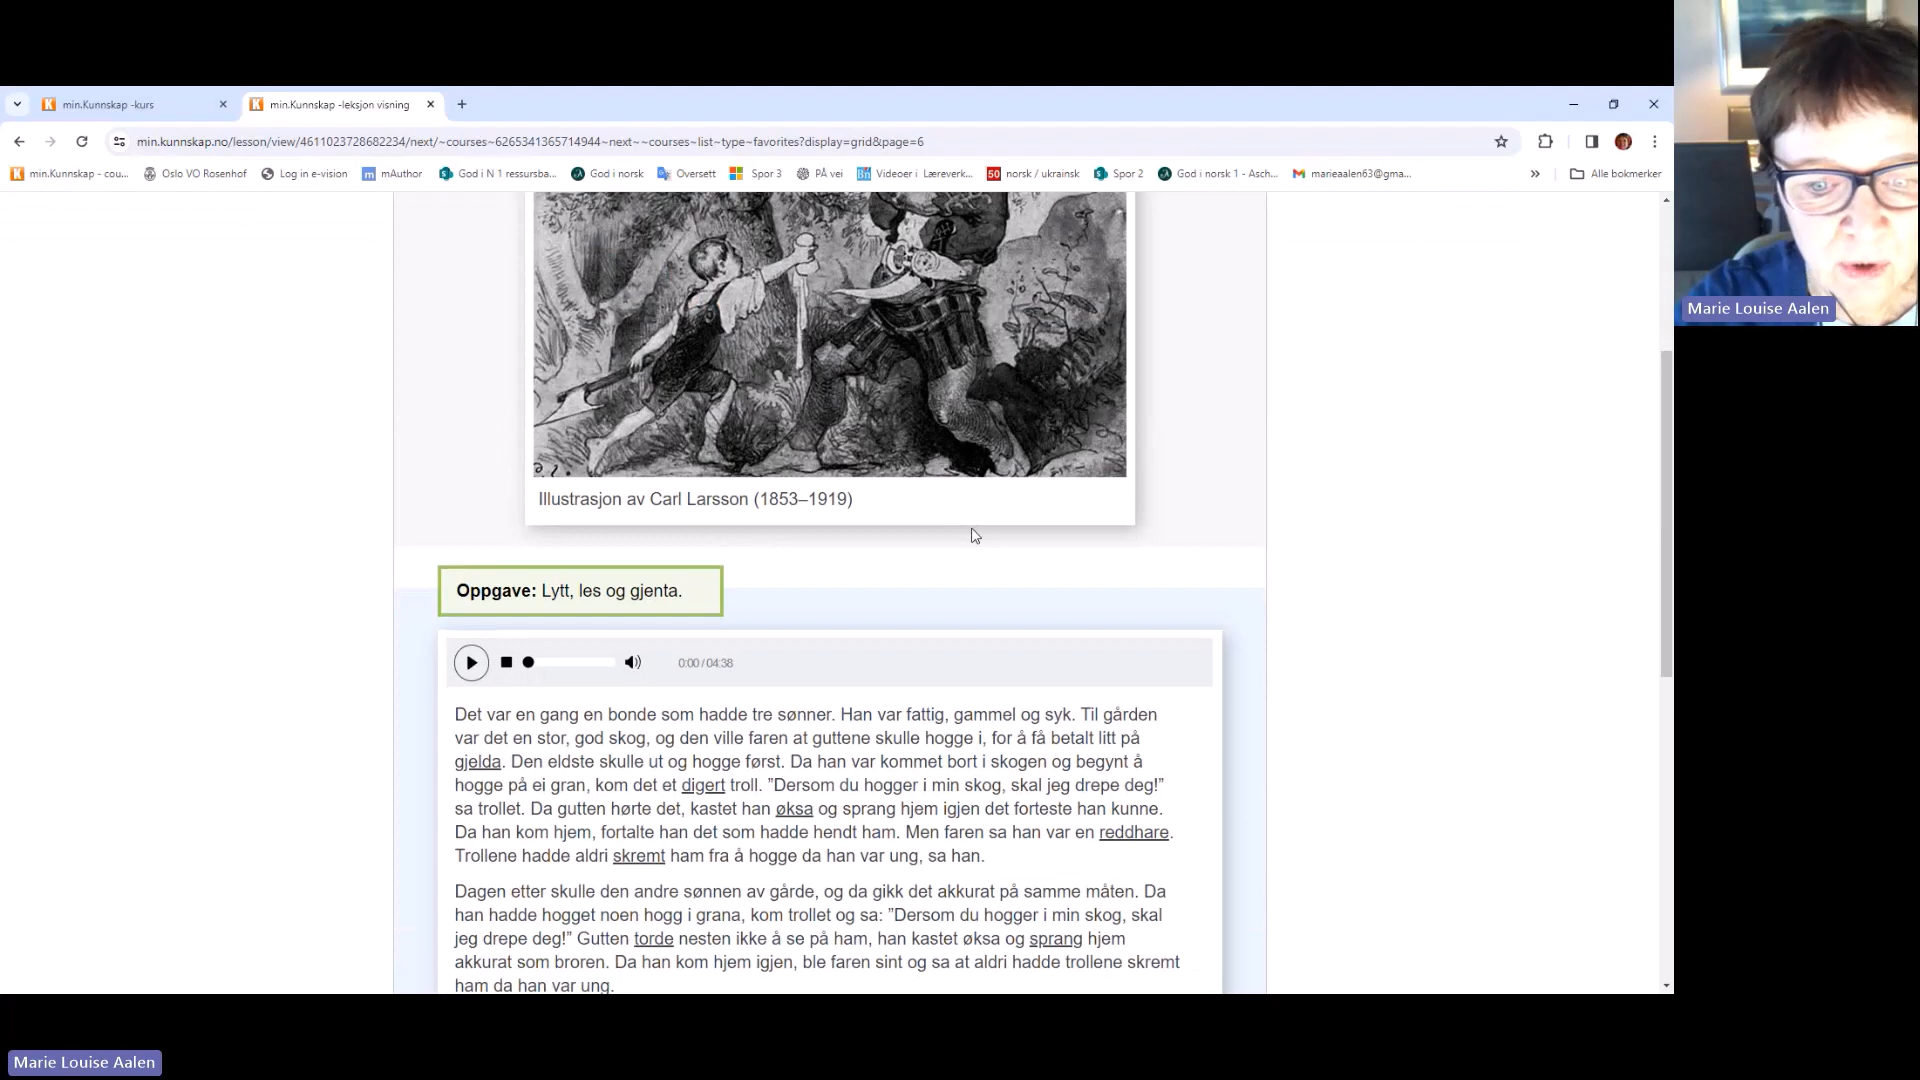 min.Kunnskap -kurs
min.Kunnskap -leksjon visning
min.kunnskap.no/lesson/view/4611023728682234/next/~courses~6265341365714944~next~~courses~list~type~favorites?display=grid&page=6
min.Kunnskap - cou...
Oslo VO Rosenhof
Log in e-vision
mAuthor
God i N 1 ressursba...
God i norsk
Oversett
Spor 3
PÅ vei
Videoer i Læreverk...
norsk / ukrainsk
Spor 2
God i norsk 1 - Asch...
marieaalen63@gma...
Alle bokmerker
Marie Louise Aalen
Illustrasjon av Carl Larsson (1853–1919)
Oppgave: Lytt, les og gjenta.
0:00 / 04:38
Det var en gang en bonde som hadde tre sønner. Han var fattig, gammel og syk. Til gården
var det en stor, god skog, og den ville faren at guttene skulle hogge i, for å få betalt litt på
gjelda. Den eldste skulle ut og hogge først. Da han var kommet bort i skogen og begynt å
hogge på ei gran, kom det et digert troll. ”Dersom du hogger i min skog, skal jeg drepe deg!”
sa trollet. Da gutten hørte det, kastet han øksa og sprang hjem igjen det forteste han kunne.
Da han kom hjem, fortalte han det som hadde hendt ham. Men faren sa han var en reddhare.
Trollene hadde aldri skremt ham fra å hogge da han var ung, sa han.
Dagen etter skulle den andre sønnen av gårde, og da gikk det akkurat på samme måten. Da
han hadde hogget noen hogg i grana, kom trollet og sa: ”Dersom du hogger i min skog, skal
jeg drepe deg!” Gutten torde nesten ikke å se på ham, han kastet øksa og sprang hjem
akkurat som broren. Da han kom hjem igjen, ble faren sint og sa at aldri hadde trollene skremt
ham da han var ung.
Marie Louise Aalen